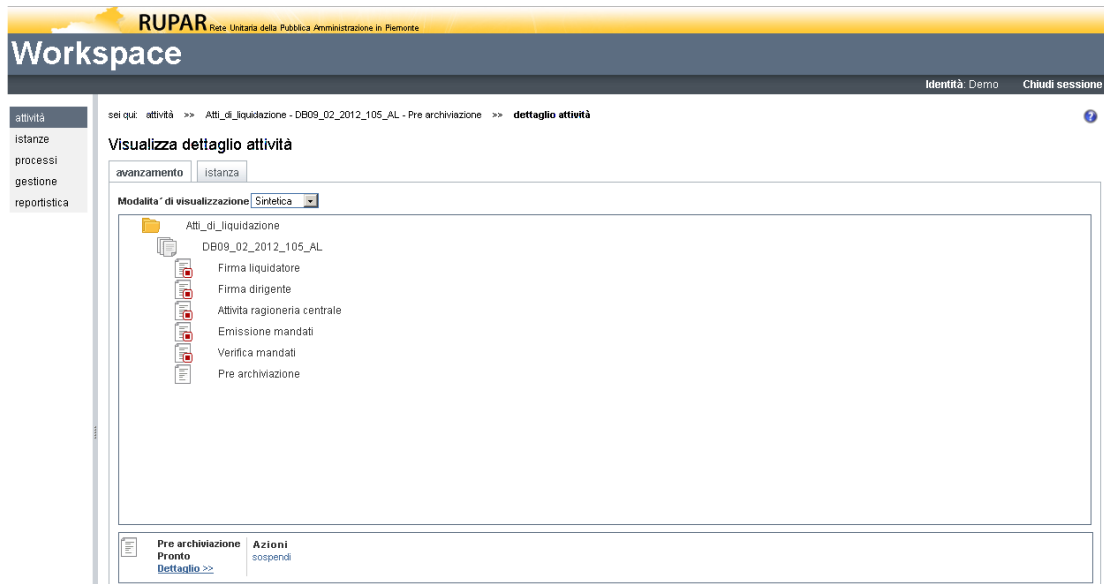 RUPAR Rete Unitaria della Pubblica Amministrazione in Piemonte
Workspace
Identità: Demo Chiudi sessione
attività
istanze
processi
gestione
reportistica
sei qui: attività >> Atti_di_liquidazione - DB09_02_2012_105_AL - Pre archiviazione >> dettaglio attività
Visualizza dettaglio attività
avanzamento istanza
Modalita´ di visualizzazione Sintetica
Atti_di_liquidazione
DB09_02_2012_105_AL
Firma liquidatore
Firma dirigente
Attivita ragioneria centrale
Emissione mandati
Verifica mandati
Pre archiviazione
Pre archiviazione Azioni
Pronto sospendi
Dettaglio >>